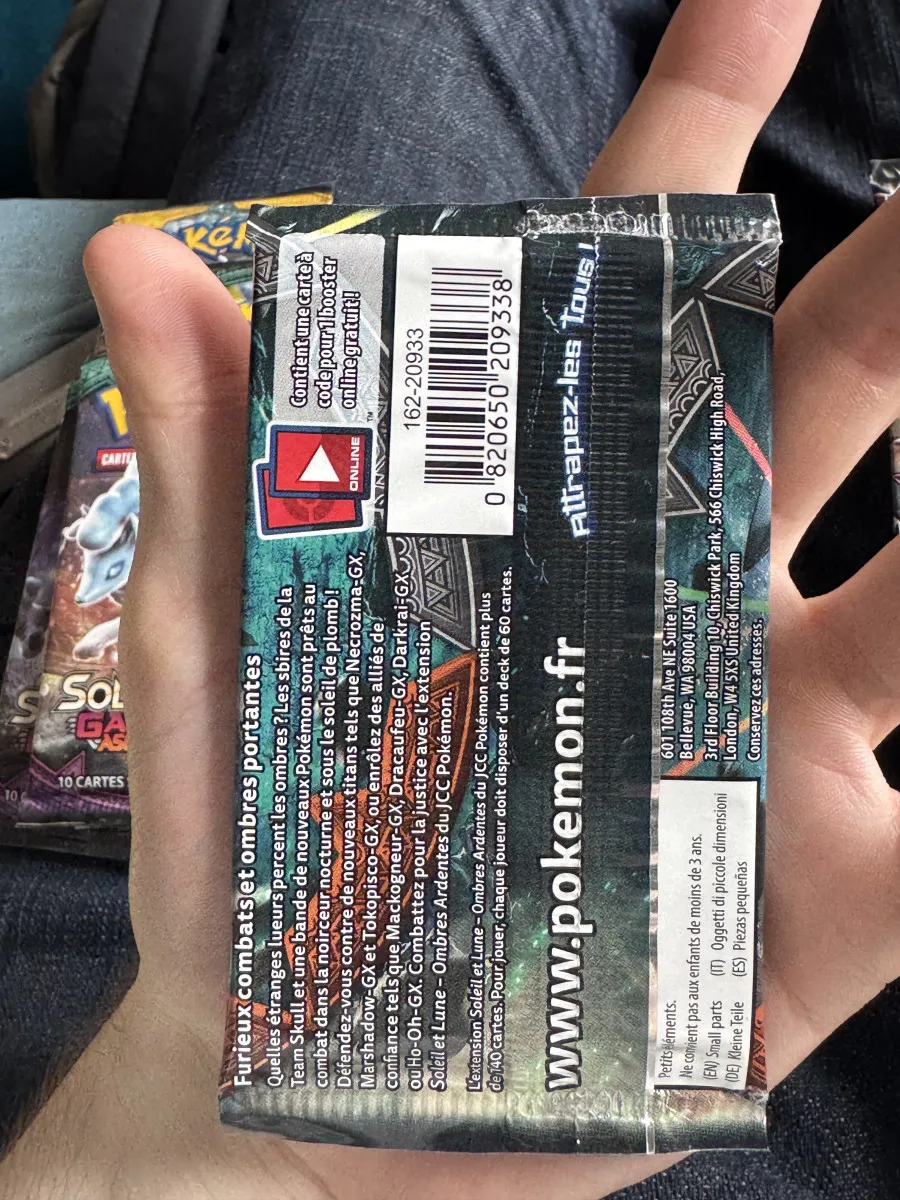 Furieux combats et ombres portantes
Quelles étranges lueurs percent les ombres ? Les sbires de la
Team Skull et une bande de nouveaux Pokémon sont prêts au
combat dans la noirceur nocturne et sous le soleil de plomb !
Défendez-vous contre de nouveaux titans tels que Necrozma-GX,
Marshadow-GX et Tokopisco-GX, ou enrôlez des alliés de
confiance tels que Mackogneur-GX, Dracaufeu-GX, Darkrai-GX
ou Ho-Oh-GX. Combattez pour la justice avec l'extension
Soleil et Lune – Ombres Ardentes du JCC Pokémon.
L'extension Soleil et Lune – Ombres Ardentes du JCC Pokémon contient plus
de 140 cartes. Pour jouer, chaque joueur doit disposer d'un deck de 60 cartes.
ONLINE
™
Contient une carte à
code pour 1 booster
online gratuit !
162-20933
0 820650 209338
www.pokemon.fr
Attrapez-les Tous !
Petits éléments.
Ne convient pas aux enfants de moins de 3 ans.
(EN) Small parts (IT) Oggetti di piccole dimensioni
(DE) Kleine Teile (ES) Piezas pequeñas
601 108th Ave NE Suite 1600
Bellevue, WA 98004 USA
3rd Floor Building 10, Chiswick Park, 566 Chiswick High Road,
London, W4 5XS United Kingdom
Conservez ces adresses.
10 CARTES